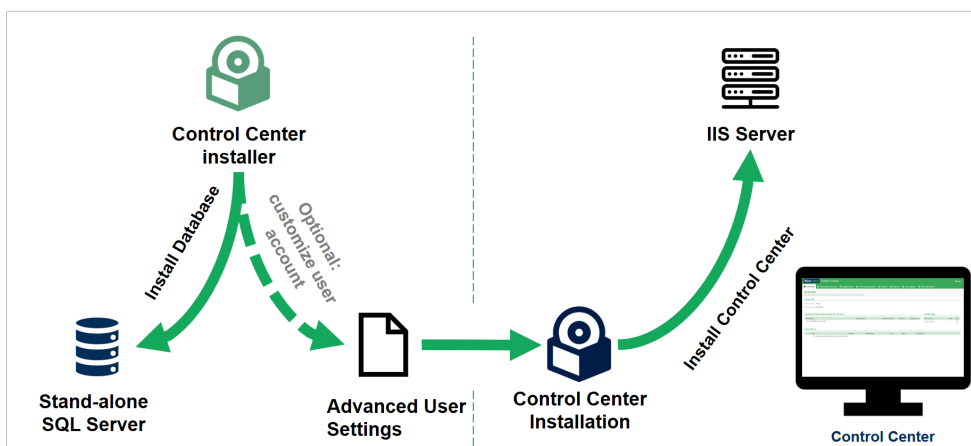 Control Center
installer
IIS Server
Install Database
Optional:
customize user
account
Install Control Center
Stand-alone
SQL Server
Advanced User
Settings
Control Center
Installation
Control Center